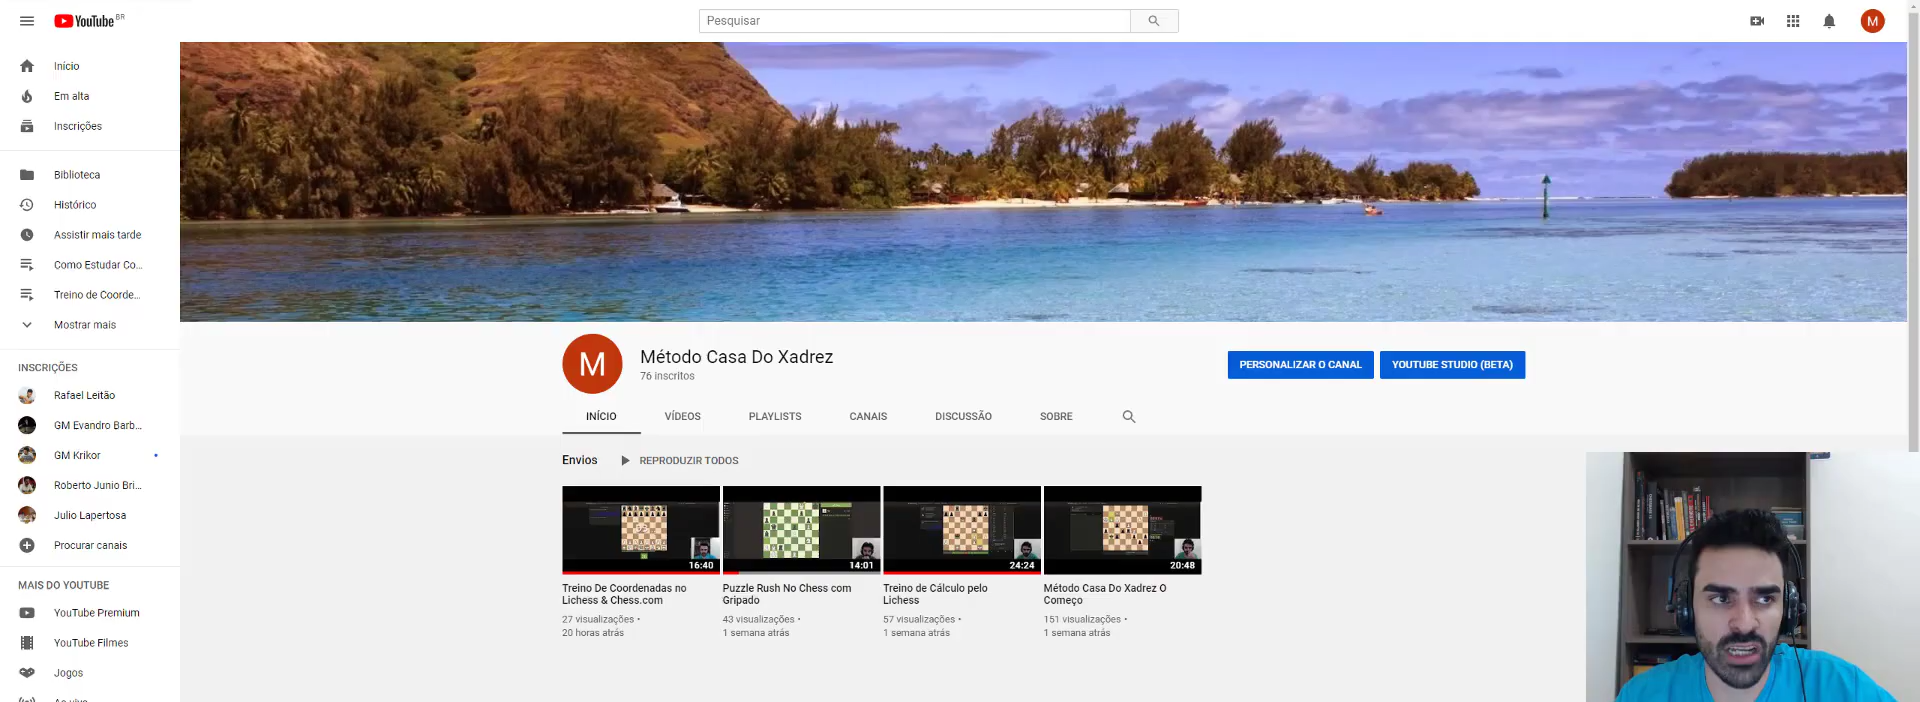 YouTube BR
Pesquisar
M
Início
Em alta
Inscrições
Biblioteca
Histórico
Assistir mais tarde
Como Estudar Co...
Treino de Coorde...
Mostrar mais
INSCRIÇÕES
Rafael Leitão
GM Evandro Barb...
GM Krikor
Roberto Junio Bri...
Julio Lapertosa
Procurar canais
MAIS DO YOUTUBE
YouTube Premium
YouTube Filmes
Jogos
Ao vivo
M
Método Casa Do Xadrez
76 inscritos
PERSONALIZAR O CANAL
YOUTUBE STUDIO (BETA)
INÍCIO VÍDEOS PLAYLISTS CANAIS DISCUSSÃO SOBRE
Envios REPRODUZIR TODOS
16:40
Treino De Coordenadas no
Lichess & Chess.com
27 visualizações •
20 horas atrás
14:01
Puzzle Rush No Chess com
Gripado
43 visualizações •
1 semana atrás
24:24
Treino de Cálculo pelo
Lichess
57 visualizações •
1 semana atrás
20:48
Método Casa Do Xadrez O
Começo
151 visualizações •
1 semana atrás